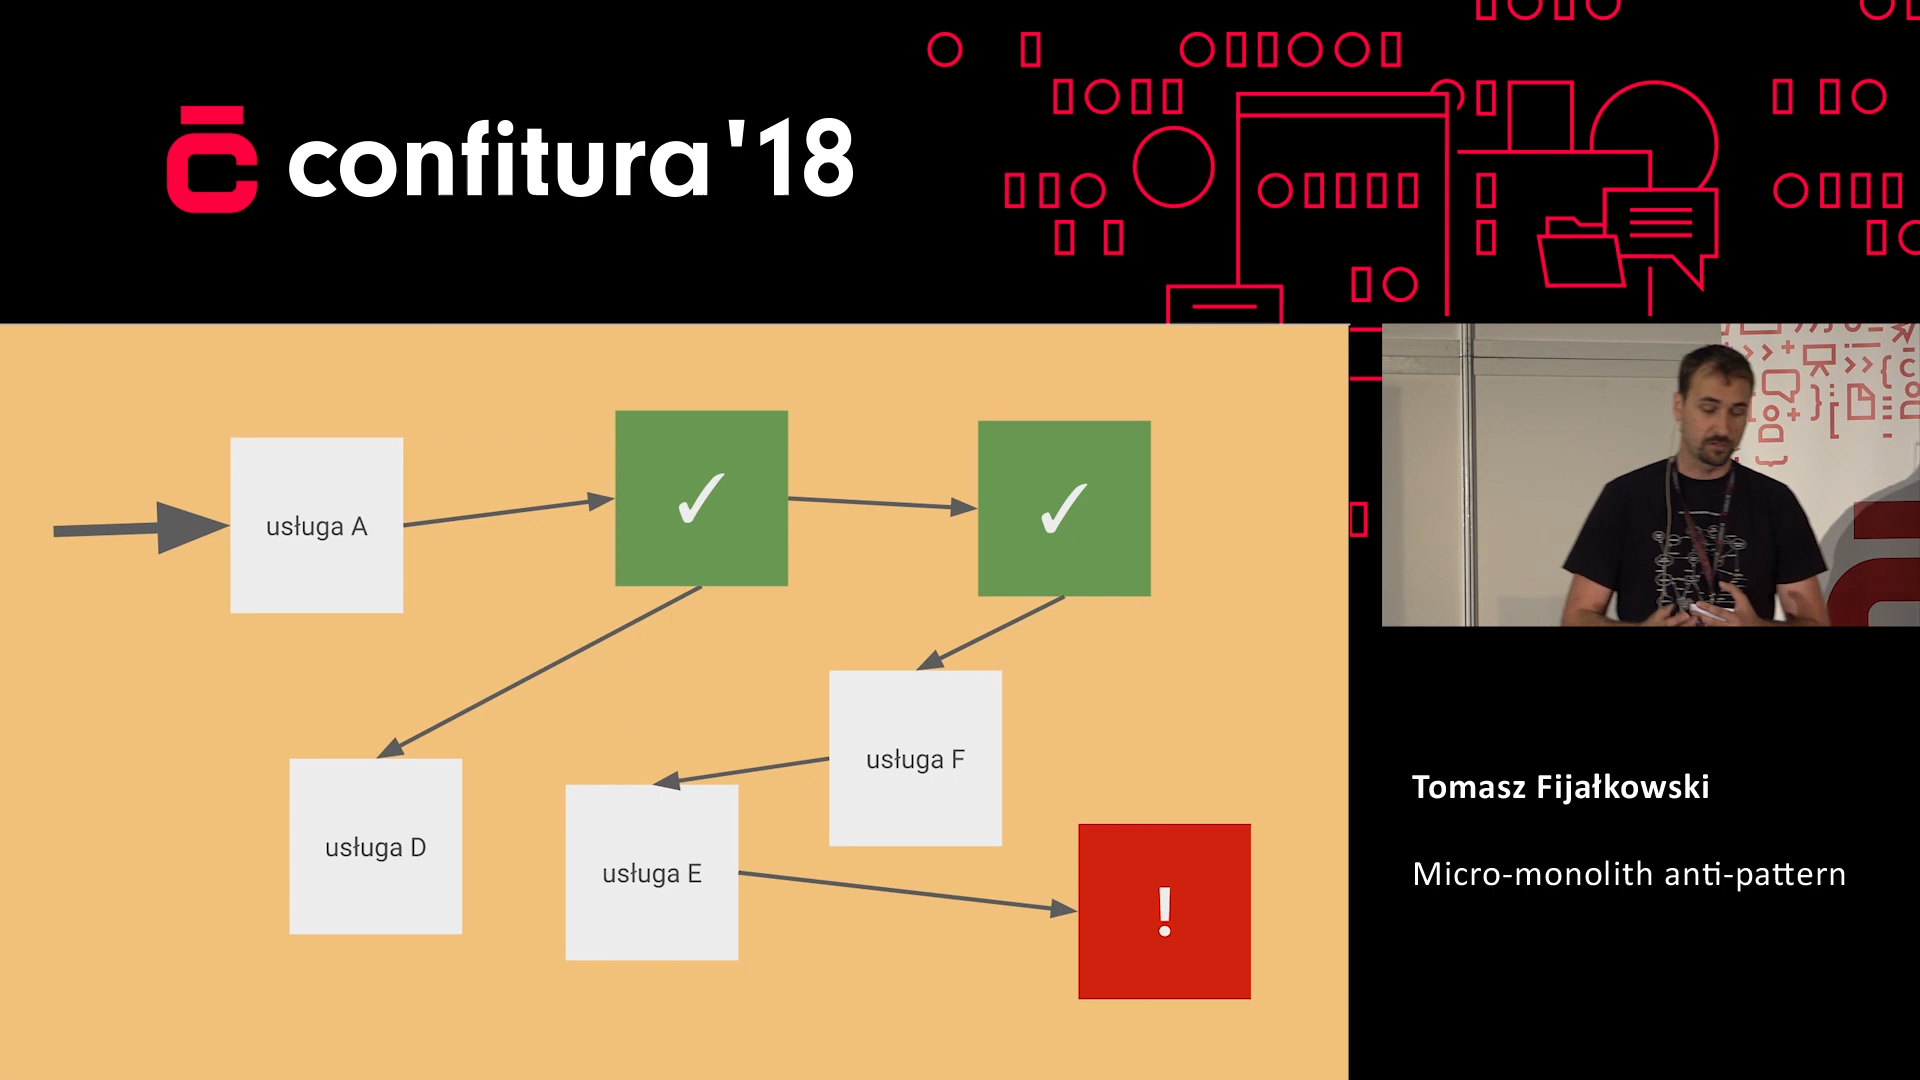 confitura '18
usługa A
✓
✓
usługa F
usługa D
usługa E
!
Tomasz Fijałkowski
Micro-monolith anti-pattern